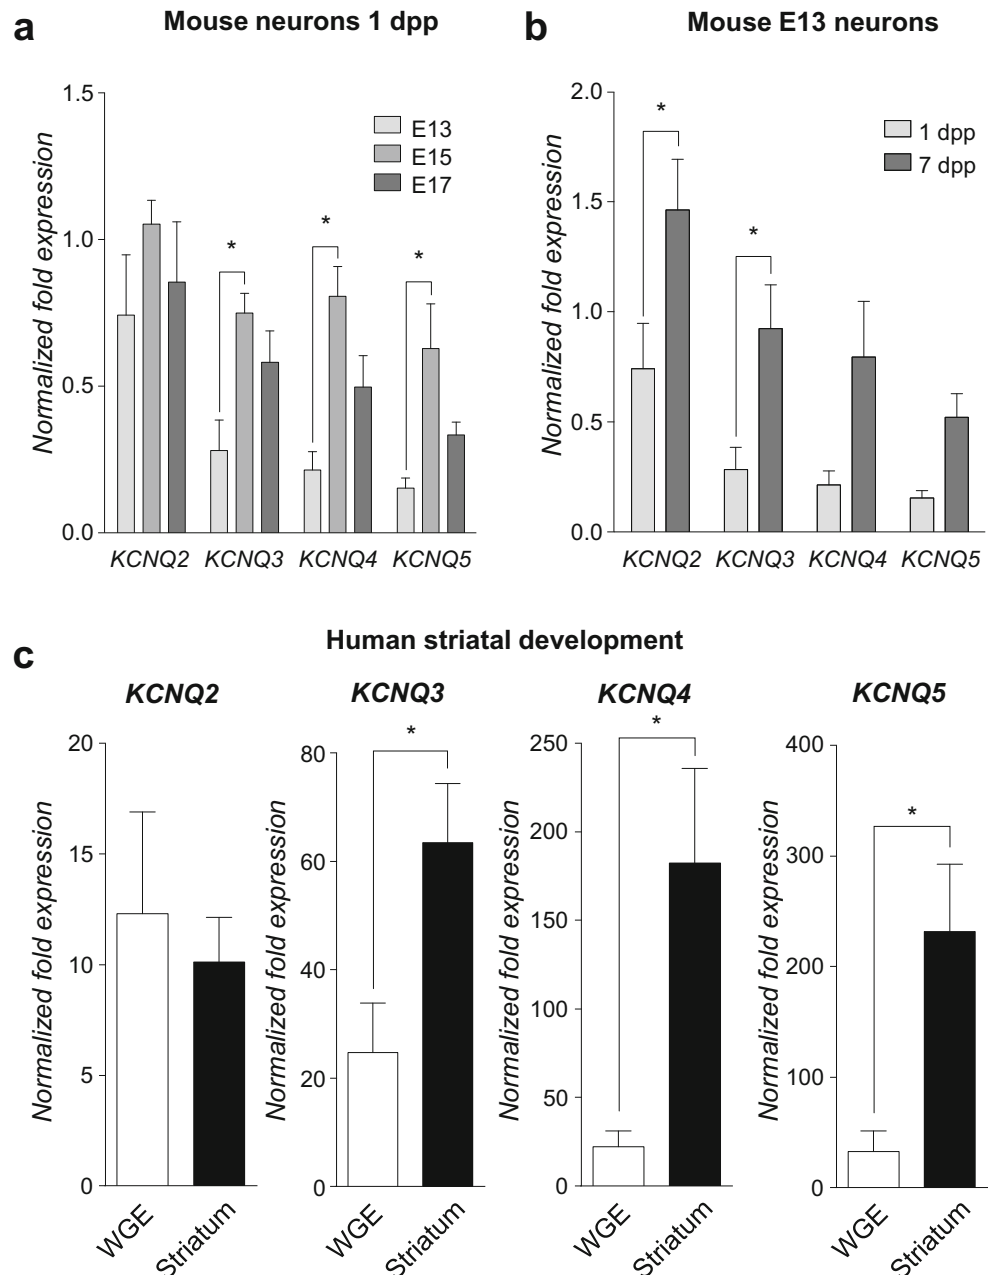 a
Mouse neurons 1 dpp
Normalized fold expression
1.5
1.0
0.5
0.0
E13
E15
E17
*
*
*
KCNQ2 KCNQ3 KCNQ4 KCNQ5
b
Mouse E13 neurons
Normalized fold expression
2.0
1.5
1.0
0.5
0.0
1 dpp
7 dpp
*
*
KCNQ2 KCNQ3 KCNQ4 KCNQ5
c
Human striatal development
KCNQ2
Normalized fold expression
20
15
10
5
0
WGE Striatum
KCNQ3
Normalized fold expression
80
60
40
20
0
*
WGE Striatum
KCNQ4
Normalized fold expression
250
200
150
100
50
0
*
WGE Striatum
KCNQ5
Normalized fold expression
400
300
200
100
0
*
WGE Striatum